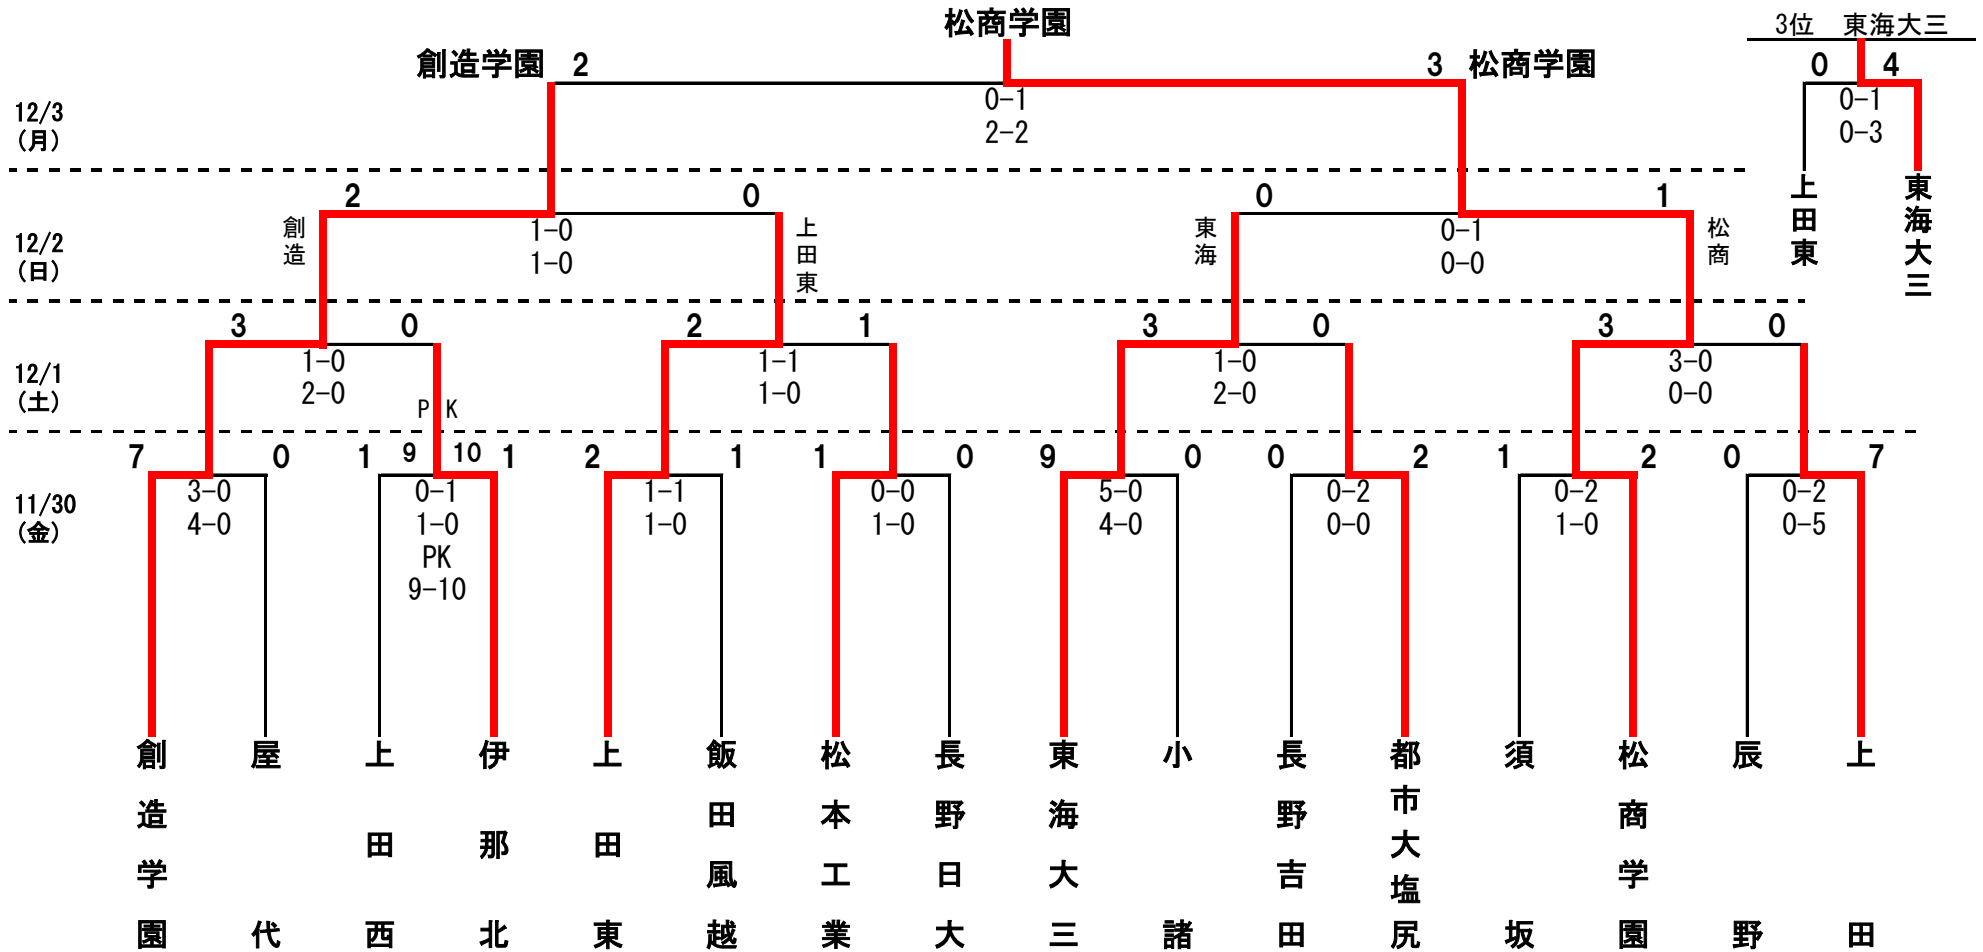 松商学園
3位 東海大三
創造学園 2 3 松商学園 0 4
12/3
(月)
0-1
2-2
0-1
0-3
上田東
東海大三
2 0 0 1
12/2
(日)
創造
1-0
1-0
上田東
東海
0-1
0-0
松商
3 0 2 1 3 0 3 0
12/1
(土)
1-0
2-0
1-1
1-0
1-0
2-0
3-0
0-0
PK
7 0 1 9 10 1 2 1 1 0 9 0 0 2 1 2 0 7
11/30
(金)
3-0
4-0
0-1
1-0
PK
9-10
1-1
1-0
0-0
1-0
5-0
4-0
0-2
0-0
0-2
1-0
0-2
0-5
創造学園
屋代
上田西
伊那北
上田東
飯田風越
松本工業
長野日大
東海大三
小諸
長野吉田
都市大塩尻
須坂
松商学園
辰野
上田